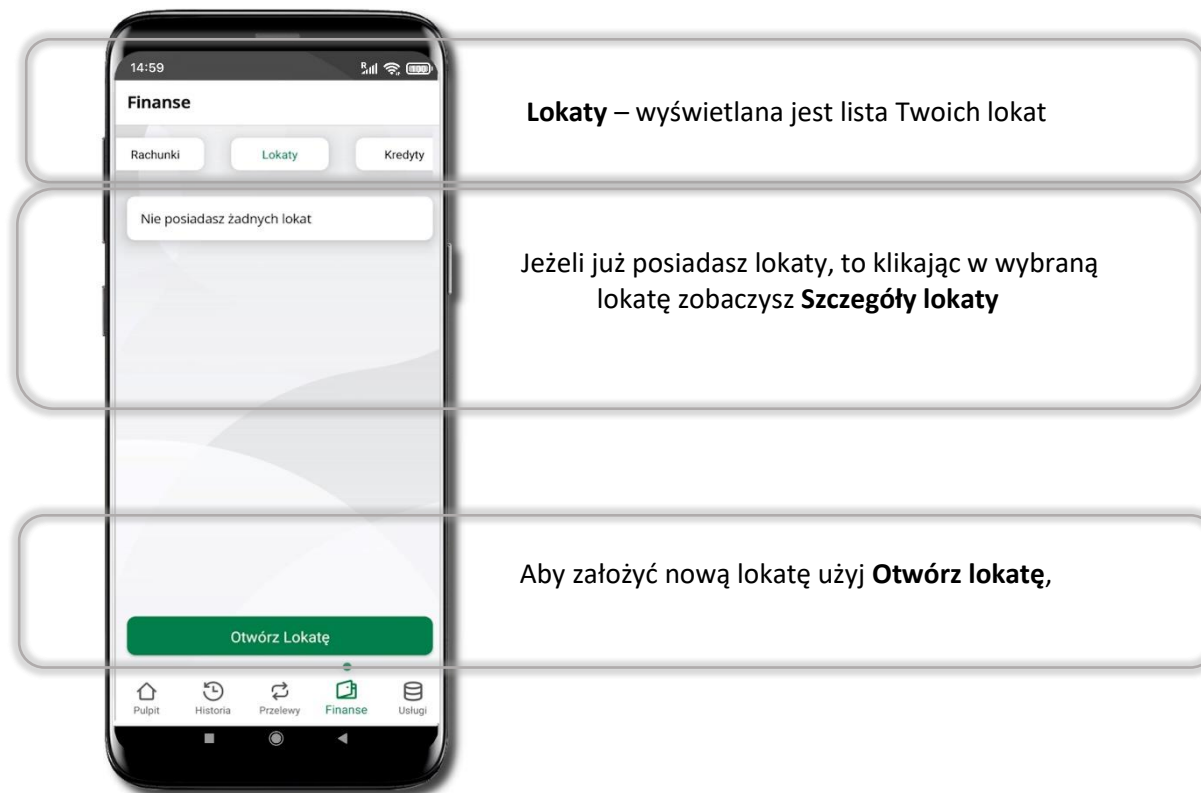 14:59
R
100
Finanse
Rachunki
Lokaty
Kredyty
Nie posiadasz żadnych lokat
Otwórz Lokatę
Pulpit
Historia
Przelewy
Finanse
Usługi
Lokaty – wyświetlana jest lista Twoich lokat
Jeżeli już posiadasz lokaty, to klikając w wybraną
lokatę zobaczysz Szczegóły lokaty
Aby założyć nową lokatę użyj Otwórz lokatę,